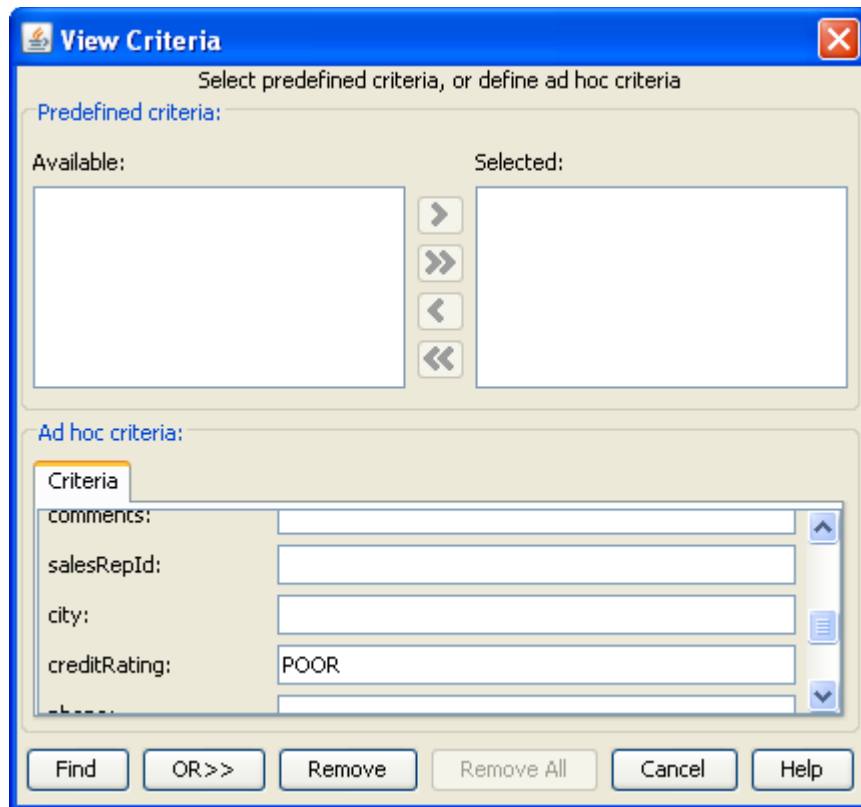 View Criteria
Select predefined criteria, or define ad hoc criteria
Predefined criteria:
Available: Selected:
Ad hoc criteria:
Criteria
comments:
salesRepId:
city:
creditRating: POOR
phone:
Find OR>> Remove Remove All Cancel Help